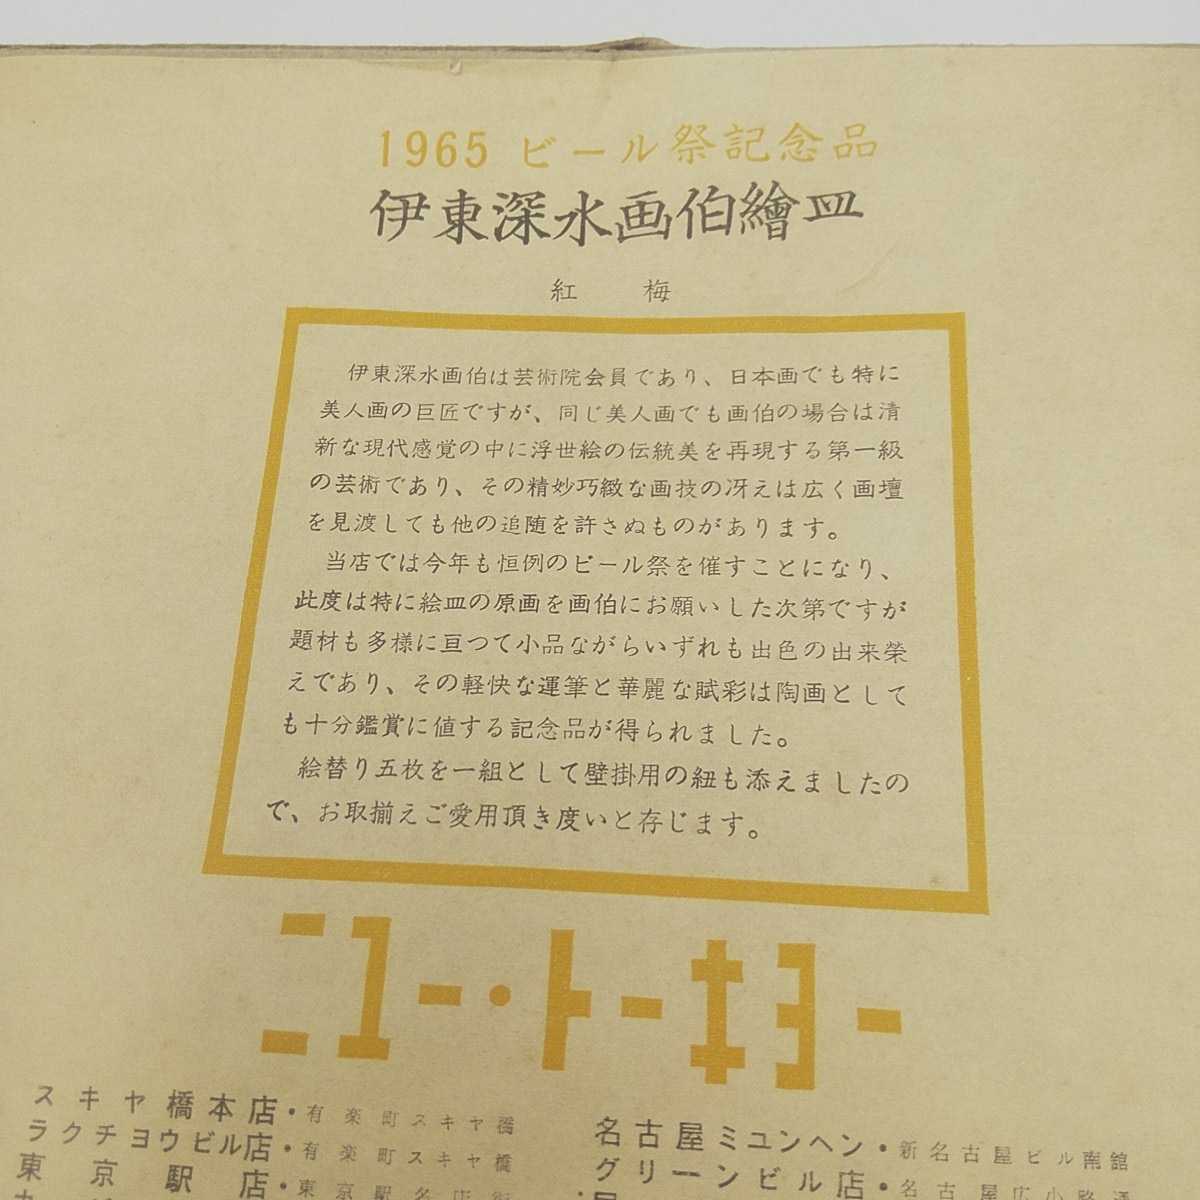 1965 ビール祭記念品
伊東深水画伯繪皿
紅 梅
伊東深水画伯は芸術院会員であり、日本画でも特に
美人画の巨匠ですが、同じ美人画でも画伯の場合は清
新な現代感覚の中に浮世絵の伝統美を再現する第一級
の芸術であり、その精妙巧緻な画技の冴えは広く画壇
を見渡しても他の追随を許さぬものがあります。
当店では今年も恒例のビール祭を催すことになり、
此度は特に絵皿の原画を画伯にお願いした次第ですが
題材も多様に亘つて小品ながらいずれも出色の出来榮
えであり、その軽快な運筆と華麗な賦彩は陶画として
も十分鑑賞に値する記念品が得られました。
絵替り五枚を一組として壁掛用の紐も添えましたの
で、お取揃えご愛用頂き度いと存じます。
ニユー・トーキヨー
スキヤ橋本店・有楽町スキヤ橋
ラクチヨウビル店・有楽町スキヤ橋
東京駅店・東京駅名店街
名古屋ミユンヘン・新名古屋ビル南館
グリーンビル店・名古屋広小路通